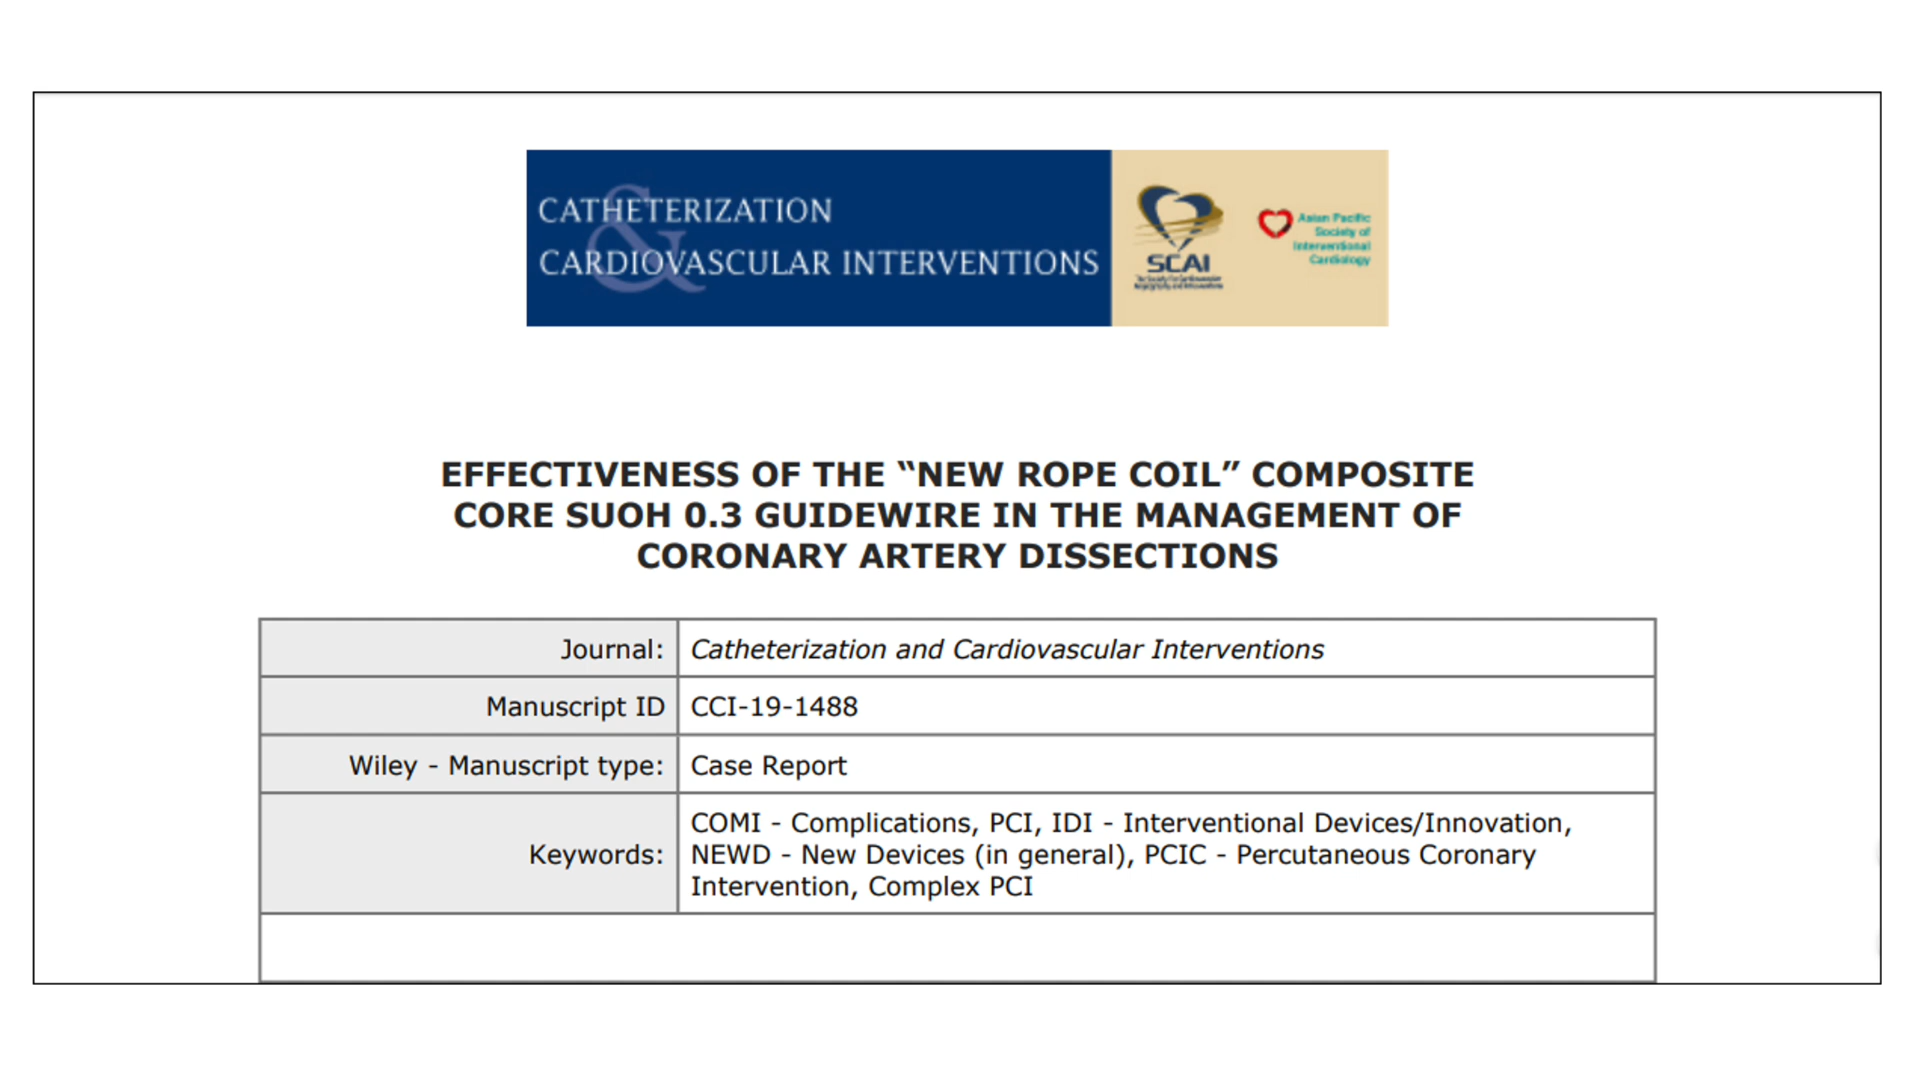 CATHETERIZATION
&
CARDIOVASCULAR INTERVENTIONS
SCAI
Asian Pacific
Society of
Interventional
Cardiology
EFFECTIVENESS OF THE “NEW ROPE COIL” COMPOSITE
CORE SUOH 0.3 GUIDEWIRE IN THE MANAGEMENT OF
CORONARY ARTERY DISSECTIONS
Journal: Catheterization and Cardiovascular Interventions
Manuscript ID CCI-19-1488
Wiley - Manuscript type: Case Report
Keywords: COMI - Complications, PCI, IDI - Interventional Devices/Innovation,
NEWD - New Devices (in general), PCIC - Percutaneous Coronary
Intervention, Complex PCI